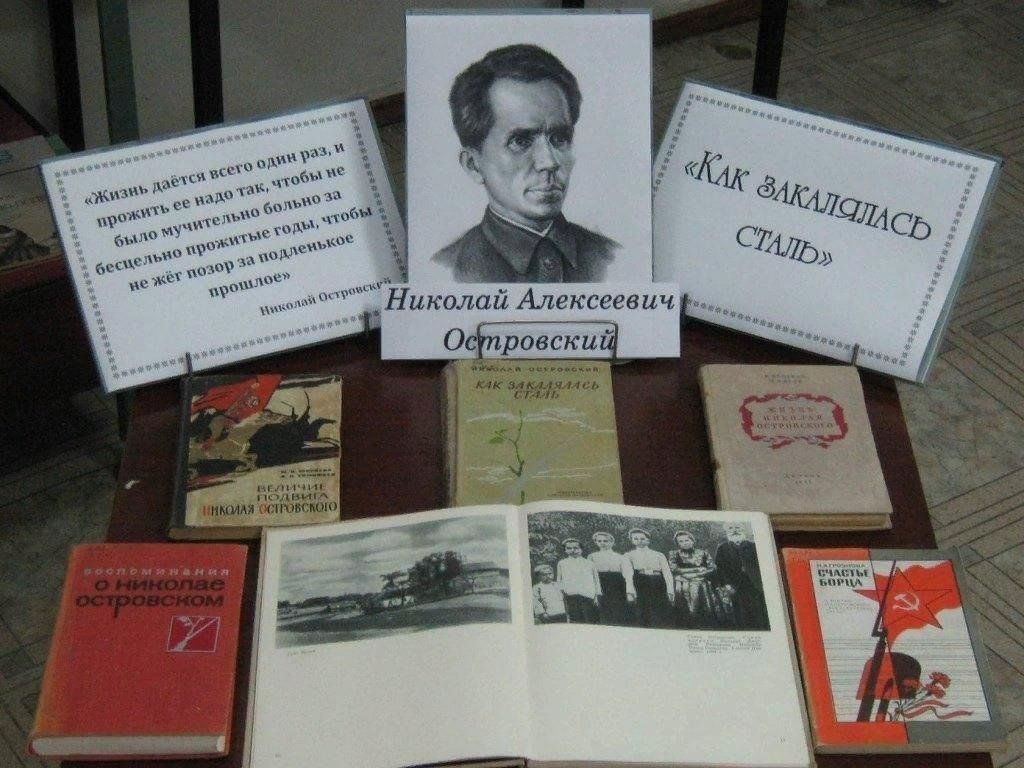 «Жизнь даётся всего один раз, и
прожить ее надо так, чтобы не
было мучительно больно за
бесцельно прожитые годы, чтобы
не жёг позор за подленькое
прошлое»
Николай Островский
Николай Алексеевич
Островский
«Как закалялась
сталь»
ВЕЛИЧИЕ
ПОДВИГА
НИКОЛАЯ ОСТРОВСКОГО
НИКОЛАЙ ОСТРОВСКИЙ
КАК ЗАКАЛЯЛАСЬ
СТАЛЬ
ЖИЗНЬ
НИКОЛАЯ
ОСТРОВСКОГО
воспоминания
о николае
островском
СЧАСТЬЕ
БОРЦА